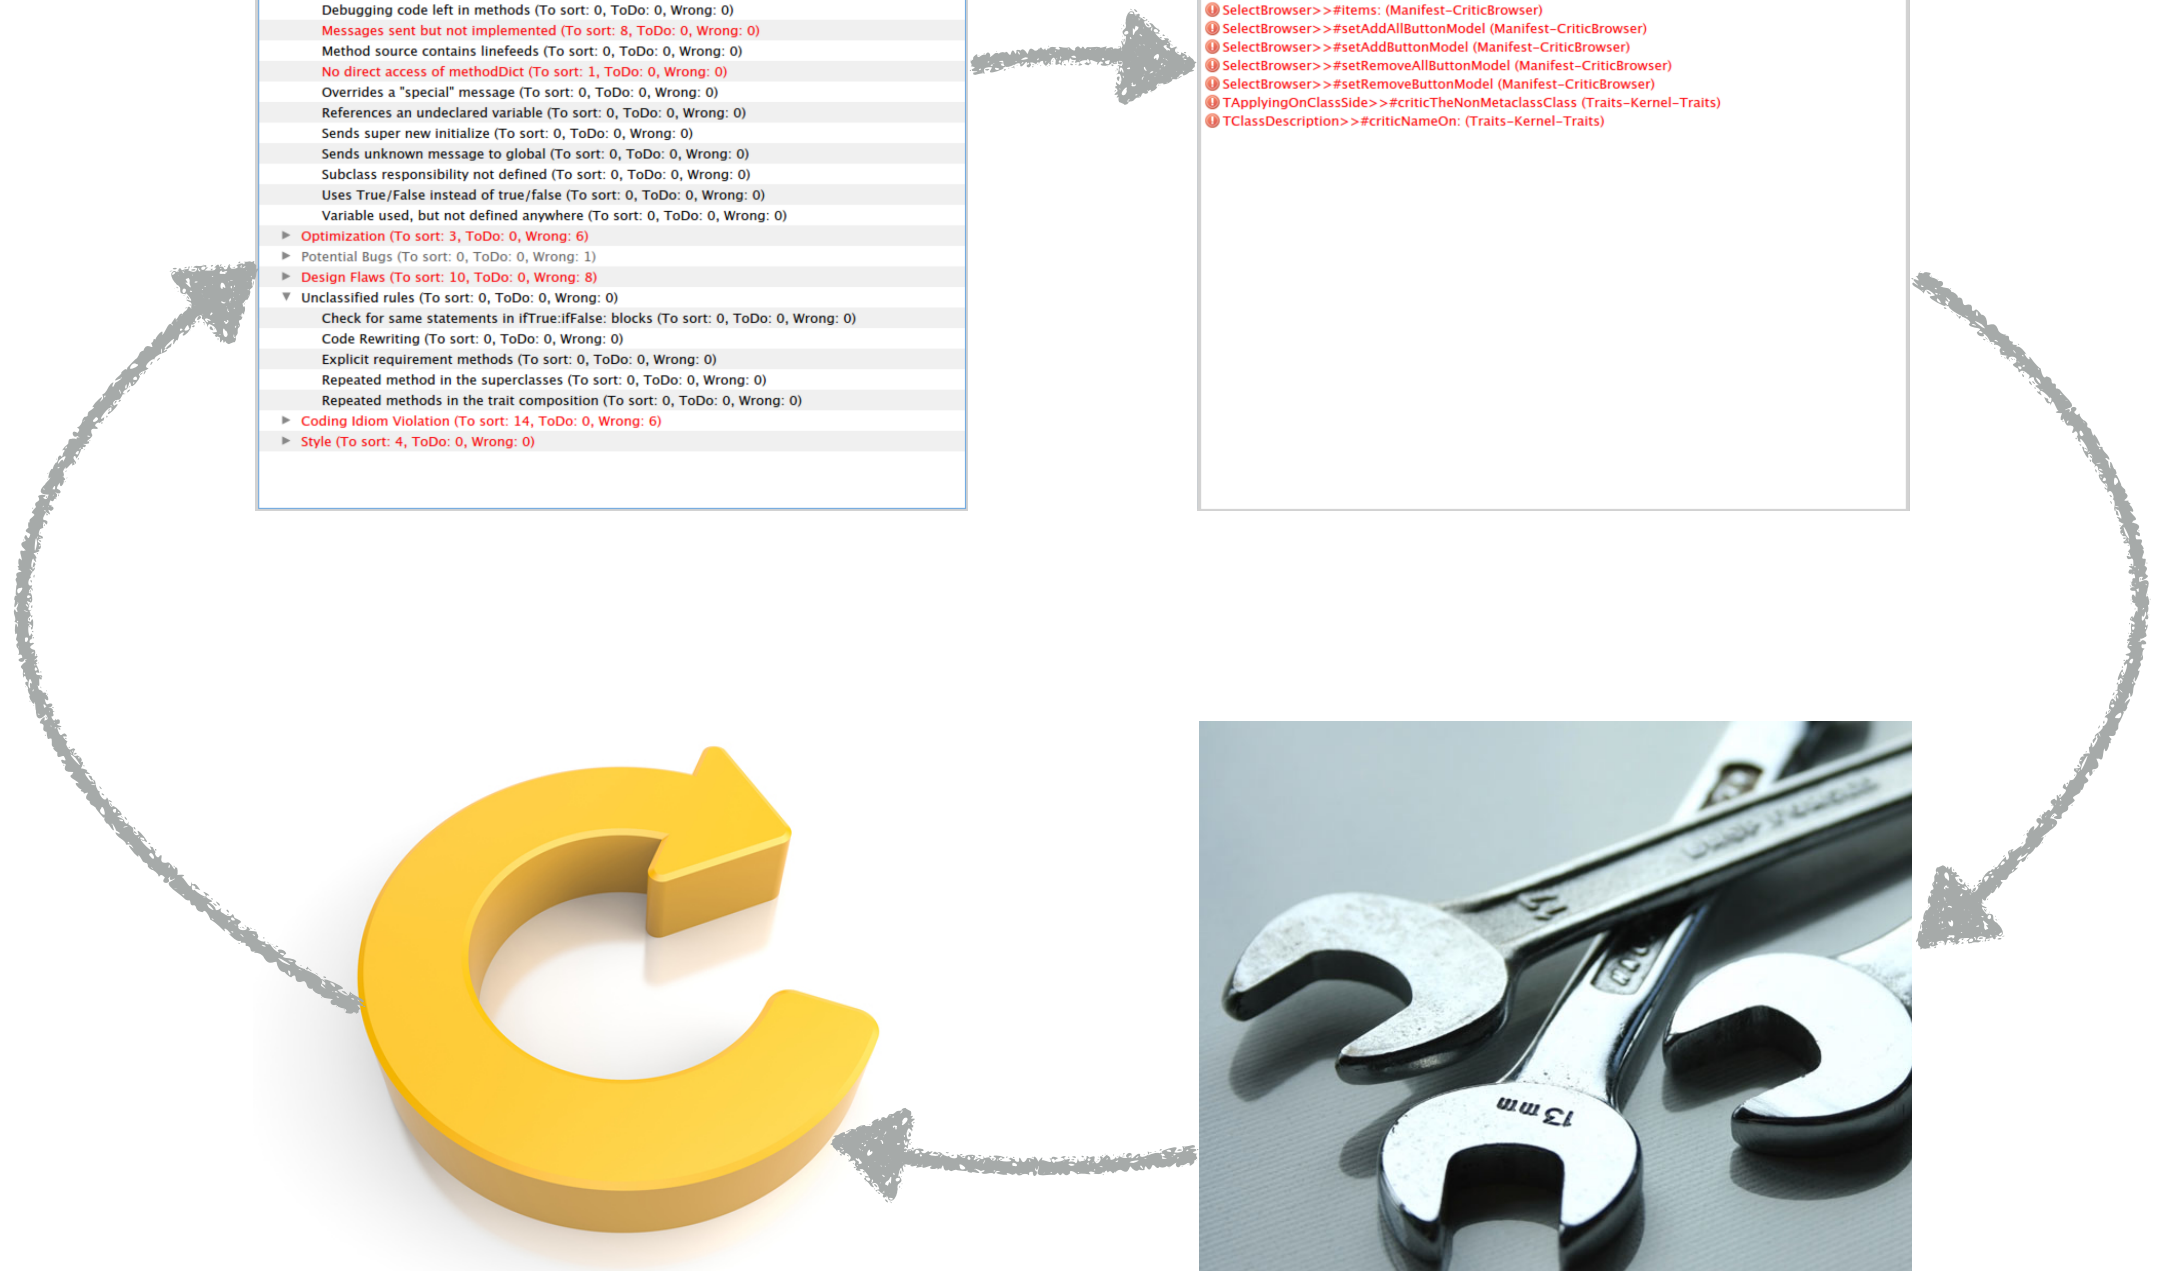 Debugging code left in methods (To sort: 0, ToDo: 0, Wrong: 0)
Messages sent but not implemented (To sort: 8, ToDo: 0, Wrong: 0)
Method source contains linefeeds (To sort: 0, ToDo: 0, Wrong: 0)
No direct access of methodDict (To sort: 1, ToDo: 0, Wrong: 0)
Overrides a "special" message (To sort: 0, ToDo: 0, Wrong: 0)
References an undeclared variable (To sort: 0, ToDo: 0, Wrong: 0)
Sends super new initialize (To sort: 0, ToDo: 0, Wrong: 0)
Sends unknown message to global (To sort: 0, ToDo: 0, Wrong: 0)
Subclass responsibility not defined (To sort: 0, ToDo: 0, Wrong: 0)
Uses True/False instead of true/false (To sort: 0, ToDo: 0, Wrong: 0)
Variable used, but not defined anywhere (To sort: 0, ToDo: 0, Wrong: 0)
Optimization (To sort: 3, ToDo: 0, Wrong: 6)
Potential Bugs (To sort: 0, ToDo: 0, Wrong: 1)
Design Flaws (To sort: 10, ToDo: 0, Wrong: 8)
Unclassified rules (To sort: 0, ToDo: 0, Wrong: 0)
Check for same statements in ifTrue:ifFalse: blocks (To sort: 0, ToDo: 0, Wrong: 0)
Code Rewriting (To sort: 0, ToDo: 0, Wrong: 0)
Explicit requirement methods (To sort: 0, ToDo: 0, Wrong: 0)
Repeated method in the superclasses (To sort: 0, ToDo: 0, Wrong: 0)
Repeated methods in the trait composition (To sort: 0, ToDo: 0, Wrong: 0)
Coding Idiom Violation (To sort: 14, ToDo: 0, Wrong: 6)
Style (To sort: 4, ToDo: 0, Wrong: 0)
SelectBrowser>>#items: (Manifest-CriticBrowser)
SelectBrowser>>#setAddAllButtonModel (Manifest-CriticBrowser)
SelectBrowser>>#setAddButtonModel (Manifest-CriticBrowser)
SelectBrowser>>#setRemoveAllButtonModel (Manifest-CriticBrowser)
SelectBrowser>>#setRemoveButtonModel (Manifest-CriticBrowser)
TApplyingOnClassSide>>#criticTheNonMetaclassClass (Traits-Kernel-Traits)
TClassDescription>>#criticNameOn: (Traits-Kernel-Traits)
17
13mm